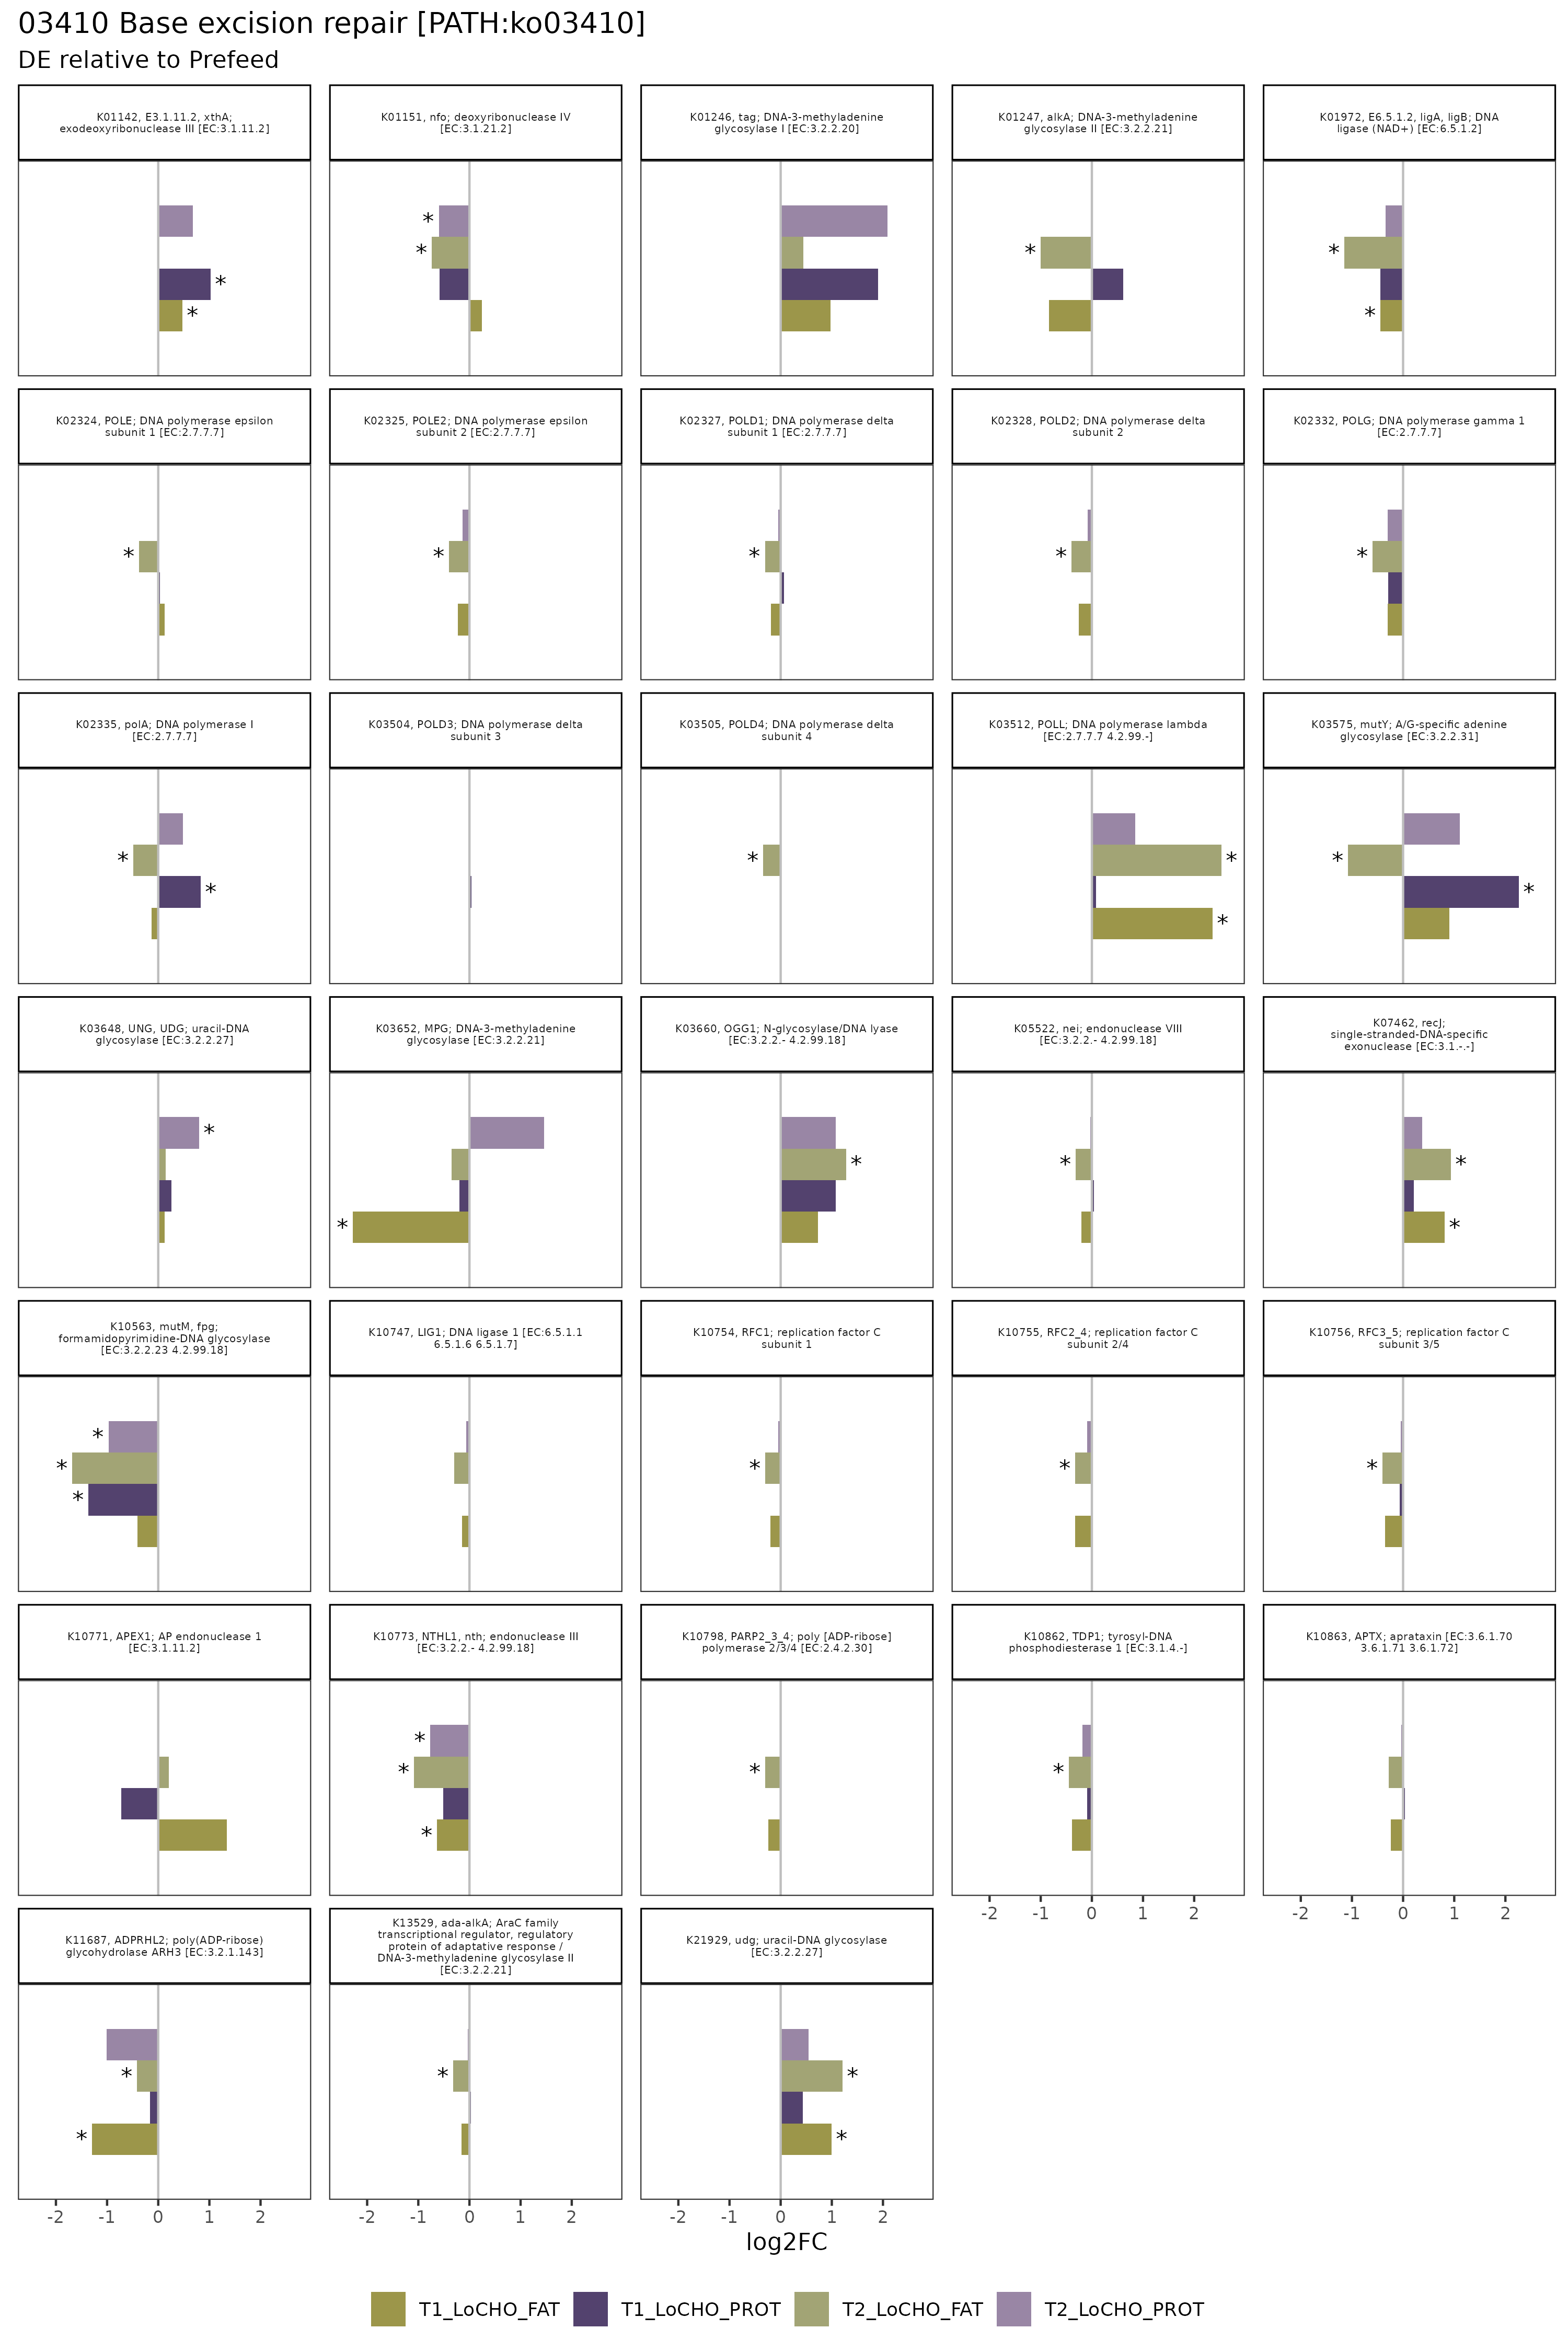 03410 Base excision repair [PATH:ko03410]
DE relative to Prefeed
K01142, E3.1.11.2, xthA;
exodeoxyribonuclease III [EC:3.1.11.2]
K01151, nfo; deoxyribonuclease IV
[EC:3.1.21.2]
K01246, tag; DNA-3-methyladenine
glycosylase I [EC:3.2.2.20]
K01247, alkA; DNA-3-methyladenine
glycosylase II [EC:3.2.2.21]
K01972, E6.5.1.2, ligA, ligB; DNA
ligase (NAD+) [EC:6.5.1.2]
*
*
*
*
*
*
*
K02324, POLE; DNA polymerase epsilon
subunit 1 [EC:2.7.7.7]
K02325, POLE2; DNA polymerase epsilon
subunit 2 [EC:2.7.7.7]
K02327, POLD1; DNA polymerase delta
subunit 1 [EC:2.7.7.7]
K02328, POLD2; DNA polymerase delta
subunit 2
K02332, POLG; DNA polymerase gamma 1
[EC:2.7.7.7]
*
*
*
*
*
K02335, polA; DNA polymerase I
[EC:2.7.7.7]
K03504, POLD3; DNA polymerase delta
subunit 3
K03505, POLD4; DNA polymerase delta
subunit 4
K03512, POLL; DNA polymerase lambda
[EC:2.7.7.7 4.2.99.-]
K03575, mutY; A/G-specific adenine
glycosylase [EC:3.2.2.31]
*
*
*
*
*
*
*
K03648, UNG, UDG; uracil-DNA
glycosylase [EC:3.2.2.27]
K03652, MPG; DNA-3-methyladenine
glycosylase [EC:3.2.2.21]
K03660, OGG1; N-glycosylase/DNA lyase
[EC:3.2.2.- 4.2.99.18]
K05522, nei; endonuclease VIII
[EC:3.2.2.- 4.2.99.18]
K07462, recJ;
single-stranded-DNA-specific
exonuclease [EC:3.1.-.-]
*
*
*
*
*
*
K10563, mutM, fpg;
formamidopyrimidine-DNA glycosylase
[EC:3.2.2.23 4.2.99.18]
K10747, LIG1; DNA ligase 1 [EC:6.5.1.1
6.5.1.6 6.5.1.7]
K10754, RFC1; replication factor C
subunit 1
K10755, RFC2_4; replication factor C
subunit 2/4
K10756, RFC3_5; replication factor C
subunit 3/5
*
*
*
*
*
*
K10771, APEX1; AP endonuclease 1
[EC:3.1.11.2]
K10773, NTHL1, nth; endonuclease III
[EC:3.2.2.- 4.2.99.18]
K10798, PARP2_3_4; poly [ADP-ribose]
polymerase 2/3/4 [EC:2.4.2.30]
K10862, TDP1; tyrosyl-DNA
phosphodiesterase 1 [EC:3.1.4.-]
K10863, APTX; aprataxin [EC:3.6.1.70
3.6.1.71 3.6.1.72]
*
*
*
*
*
-2 -1 0 1 2
-2 -1 0 1 2
K11687, ADPRHL2; poly(ADP-ribose)
glycohydrolase ARH3 [EC:3.2.1.143]
K13529, ada-alkA; AraC family
transcriptional regulator, regulatory
protein of adaptative response /
DNA-3-methyladenine glycosylase II
[EC:3.2.2.21]
K21929, udg; uracil-DNA glycosylase
[EC:3.2.2.27]
*
*
*
*
*
-2 -1 0 1 2
-2 -1 0 1 2
-2 -1 0 1 2
log2FC
T1_LoCHO_FAT T1_LoCHO_PROT T2_LoCHO_FAT T2_LoCHO_PROT